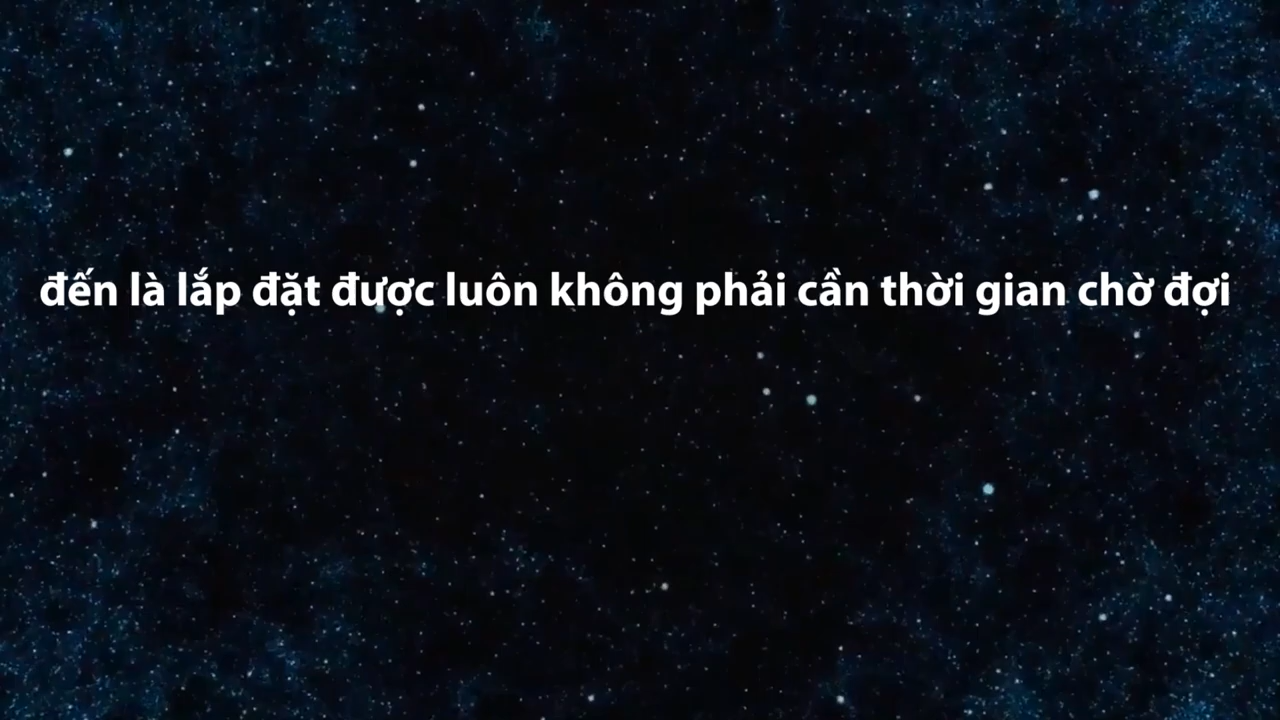 đến là lắp đặt được luôn không phải cần thời gian chờ đợi